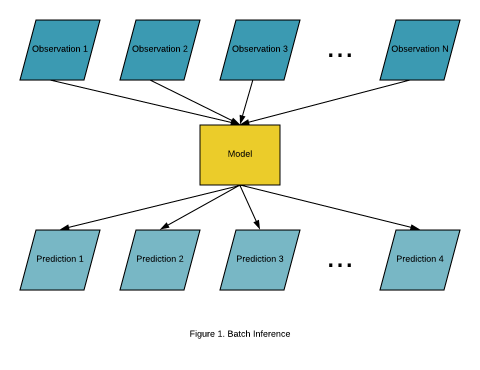 Observation 1
Observation 2
Observation 3
...
Observation N
Model
Prediction 1
Prediction 2
Prediction 3
...
Prediction 4
Figure 1. Batch Inference